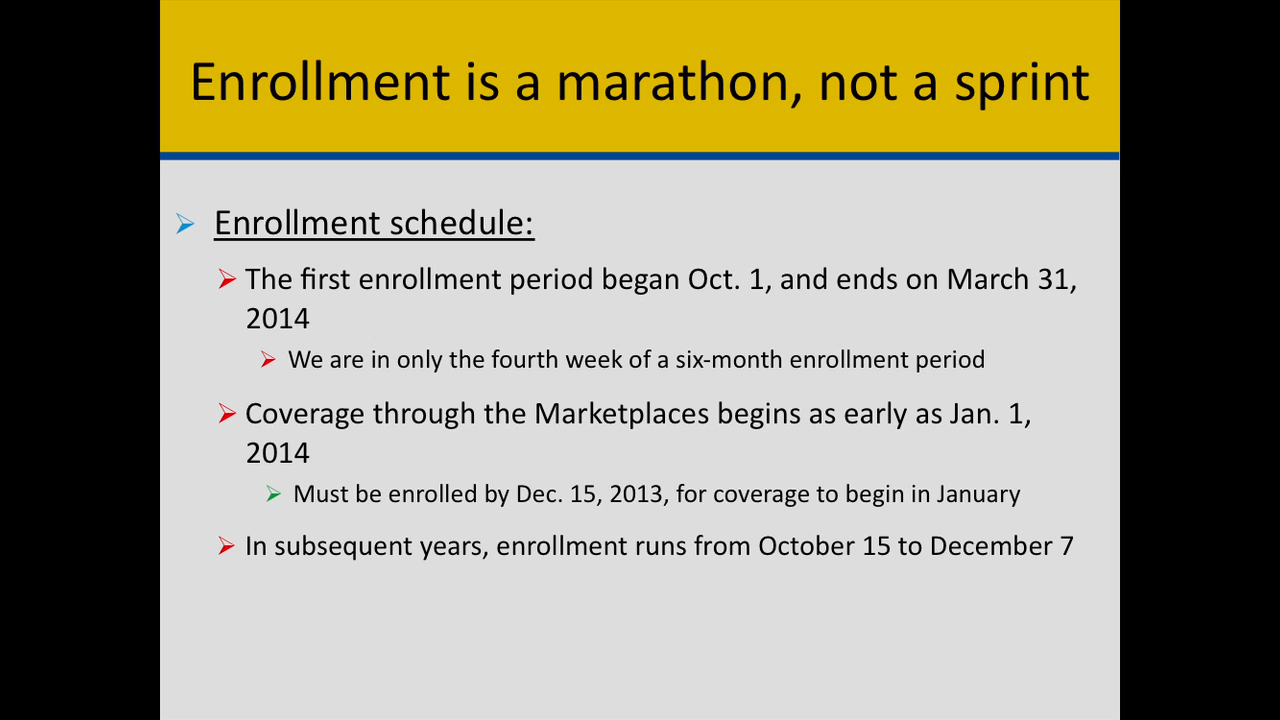 Enrollment is a marathon, not a sprint
Enrollment schedule:
The first enrollment period began Oct. 1, and ends on March 31,
2014
We are in only the fourth week of a six-month enrollment period
Coverage through the Marketplaces begins as early as Jan. 1,
2014
Must be enrolled by Dec. 15, 2013, for coverage to begin in January
In subsequent years, enrollment runs from October 15 to December 7